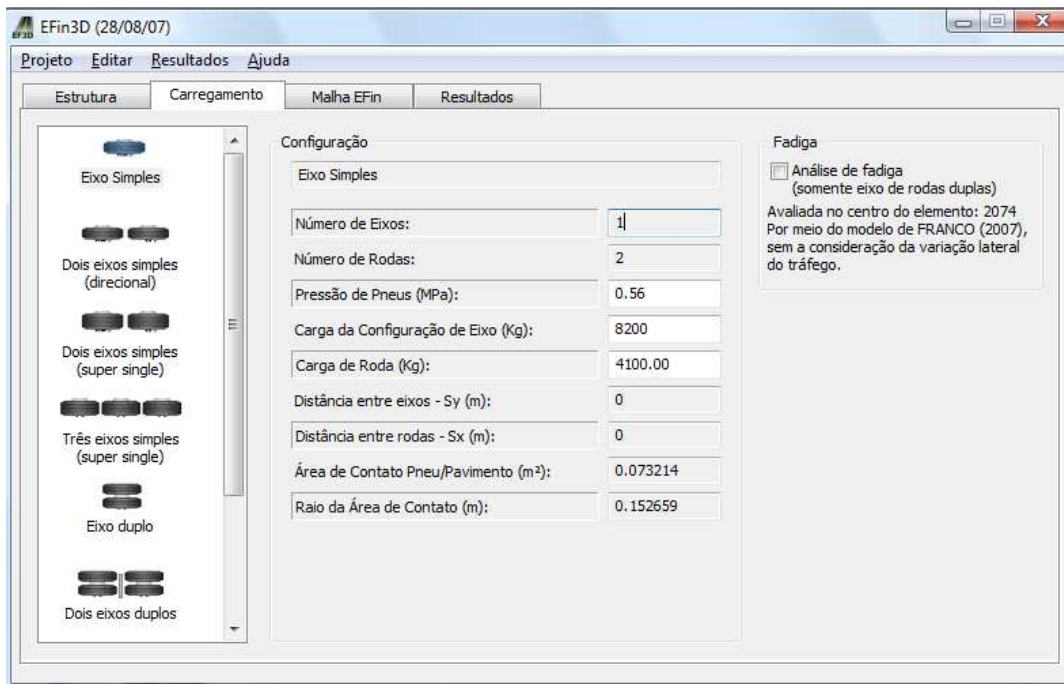 EFin3D (28/08/07)
Projeto Editar Resultados Ajuda
Estrutura Carregamento Malha EFin Resultados
Eixo Simples
Dois eixos simples
(direcional)
Dois eixos simples
(super single)
Três eixos simples
(super single)
Eixo duplo
Dois eixos duplos
Configuração
Eixo Simples
Número de Eixos: 1
Número de Rodas: 2
Pressão de Pneus (MPa): 0.56
Carga da Configuração de Eixo (Kg): 8200
Carga de Roda (Kg): 4100.00
Distância entre eixos - Sy (m): 0
Distância entre rodas - Sx (m): 0
Área de Contato Pneu/Pavimento (m²): 0.073214
Raio da Área de Contato (m): 0.152659
Fadiga
Análise de fadiga
(somente eixo de rodas duplas)
Avaliada no centro do elemento: 2074
Por meio do modelo de FRANCO (2007),
sem a consideração da variação lateral
do tráfego.